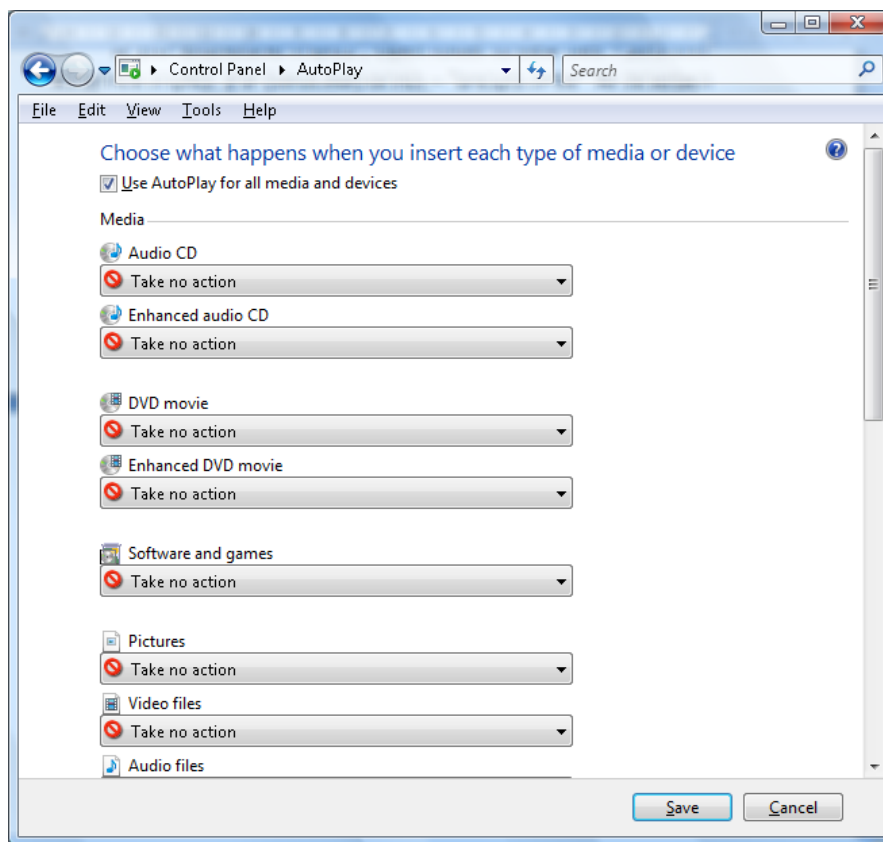 Control Panel AutoPlay Search
File Edit View Tools Help
Choose what happens when you insert each type of media or device
Use AutoPlay for all media and devices
Media
Audio CD
Take no action
Enhanced audio CD
Take no action
DVD movie
Take no action
Enhanced DVD movie
Take no action
Software and games
Take no action
Pictures
Take no action
Video files
Take no action
Audio files
Save Cancel